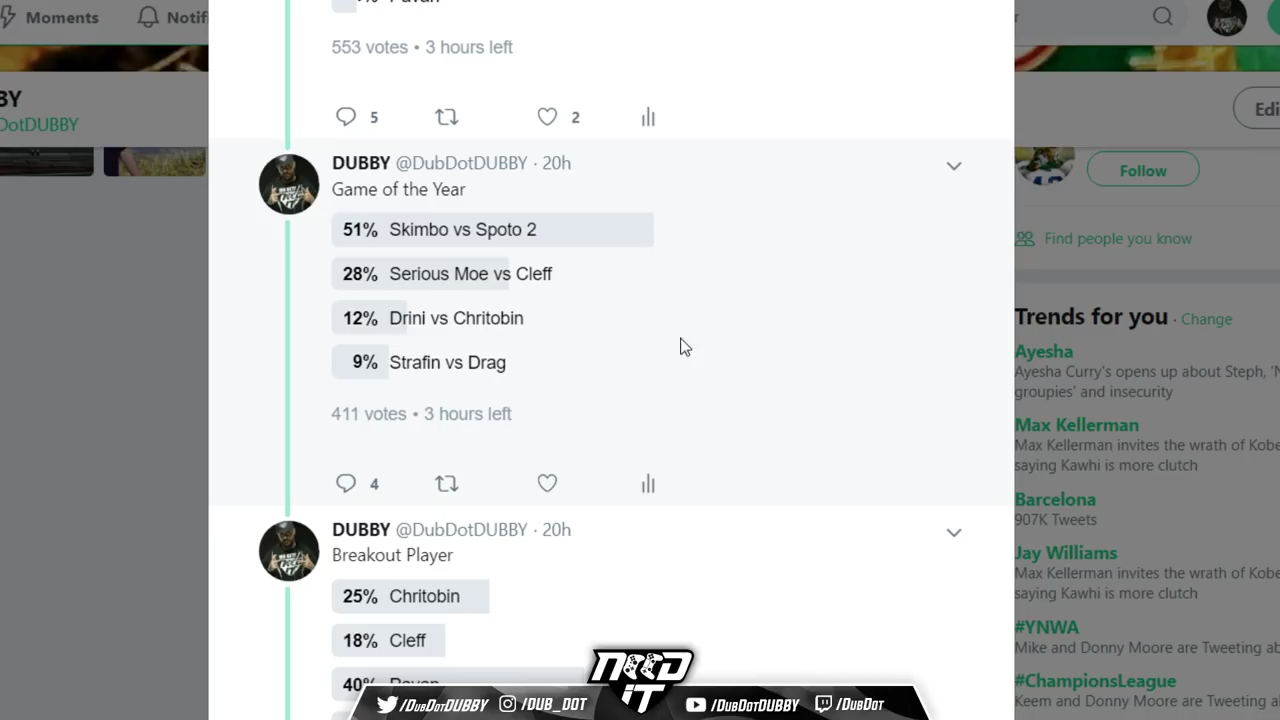 Moments
Notif
BY
DotDUBBY
553 votes • 3 hours left
5
2
DUBBY @DubDotDUBBY · 20h
Game of the Year
51% Skimbo vs Spoto 2
28% Serious Moe vs Cleff
12% Drini vs Chritobin
9% Strafin vs Drag
411 votes • 3 hours left
4
DUBBY @DubDotDUBBY · 20h
Breakout Player
25% Chritobin
18% Cleff
40%
Edi
Follow
Find people you know
Trends for you · Change
Ayesha
Ayesha Curry's opens up about Steph, 'N
groupies' and insecurity
Max Kellerman
Max Kellerman invites the wrath of Kobe
saying Kawhi is more clutch
Barcelona
907K Tweets
Jay Williams
Max Kellerman invites the wrath of Kobe
saying Kawhi is more clutch
#YNWA
Mike and Donny Moore are Tweeting ab
#ChampionsLeague
Keem and Donny Moore are Tweeting a
NEED
IT
/DubDotDUBBY /DUB_DOT /DubDotDUBBY /DubDot